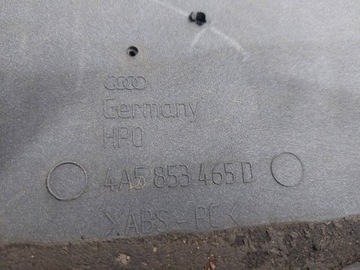 Germany
HPO
4A5 853 465 D
>ABS-PC<